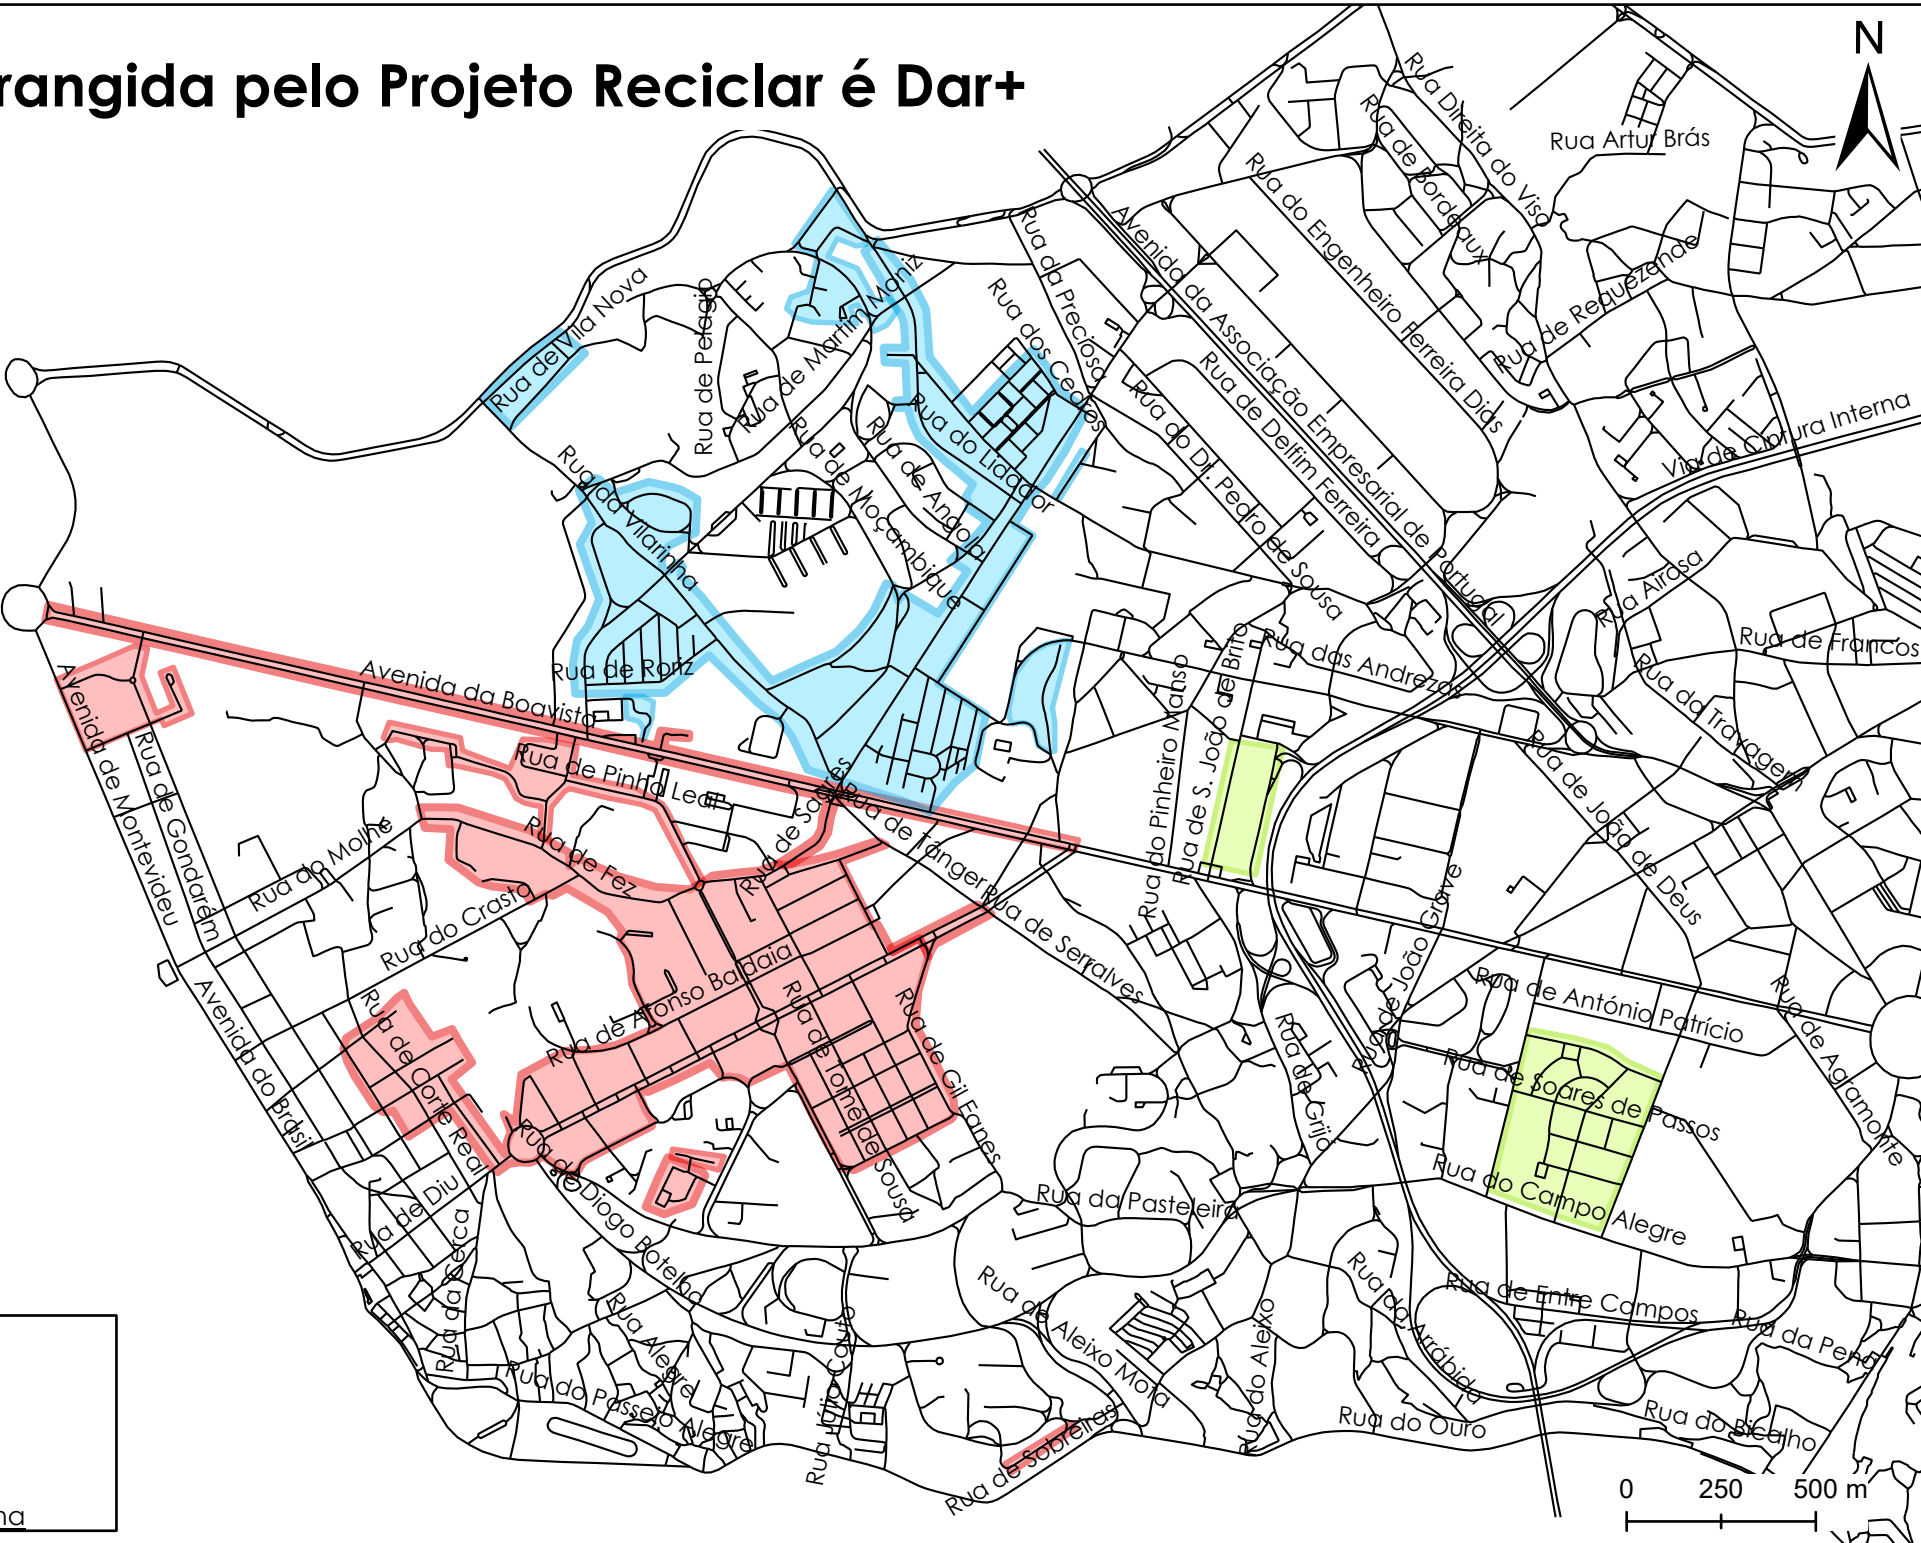 rangida pelo Projeto Reciclar é Dar+
N
Rua Direita do Viso
Rua Artur Brás
Rua de Bordeaux
Rua do Engenheiro Ferreira Dias
Rua de Requezende
Avenida da Associação Empresarial de Portugal
Rua da Preciosa
Rua dos Cedros
Rua de Martim Moniz
Rua de Pelágio
Rua de Vila Nova
Rua de Delfim Ferreira
Rua do Dr. Pedro de Sousa
Via de Cintura Interna
Rua do Lidador
Rua de Angola
Rua de Moçambique
Rua da Vilarinha
Rua Airosa
Rua de Francos
Rua das Andrezas
Rua de S. João de Brito
Rua do Pinheiro Manso
Rua da Travagem
Rua de Roriz
Avenida da Boavista
Rua de Pinho Leal
Rua de Sagres
Rua de Tânger
Rua de João de Deus
Avenida de Montevideu
Rua de Gondarém
Rua do Molhe
Rua de Fez
Rua do Crasto
Rua de Serralves
Rua de João Grave
Rua de António Patrício
Rua de Agramonte
Rua de Afonso Baldaia
Rua de Tomé de Sousa
Rua de Gil Eanes
Rua de Grijó
Rua de Soares de Passos
Rua do Campo Alegre
Avenida do Brasil
Rua de Corte Real
Rua de Diu
Rua da Cerca
Rua de Diogo Botelho
Rua da Pasteleira
Rua de Aleixo Mota
Rua do Aleixo
Rua da Arrábida
Rua de Entre Campos
Rua da Pena
Rua Alegre
Rua do Passeio Alegre
Rua Júlio Couto
Rua de Sobreiras
Rua do Ouro
Rua do Bicalho
0 250 500 m